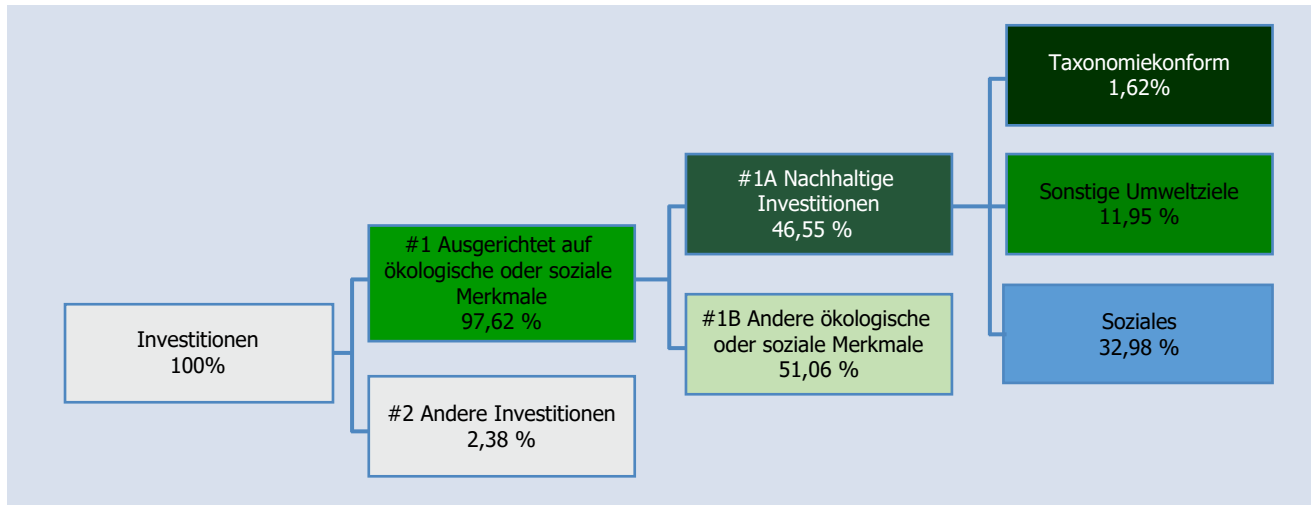 Investitionen
100%
#1 Ausgerichtet auf
ökologische oder soziale
Merkmale
97,62 %
#2 Andere Investitionen
2,38 %
#1A Nachhaltige
Investitionen
46,55 %
#1B Andere ökologische
oder soziale Merkmale
51,06 %
Taxonomiekonform
1,62%
Sonstige Umweltziele
11,95 %
Soziales
32,98 %